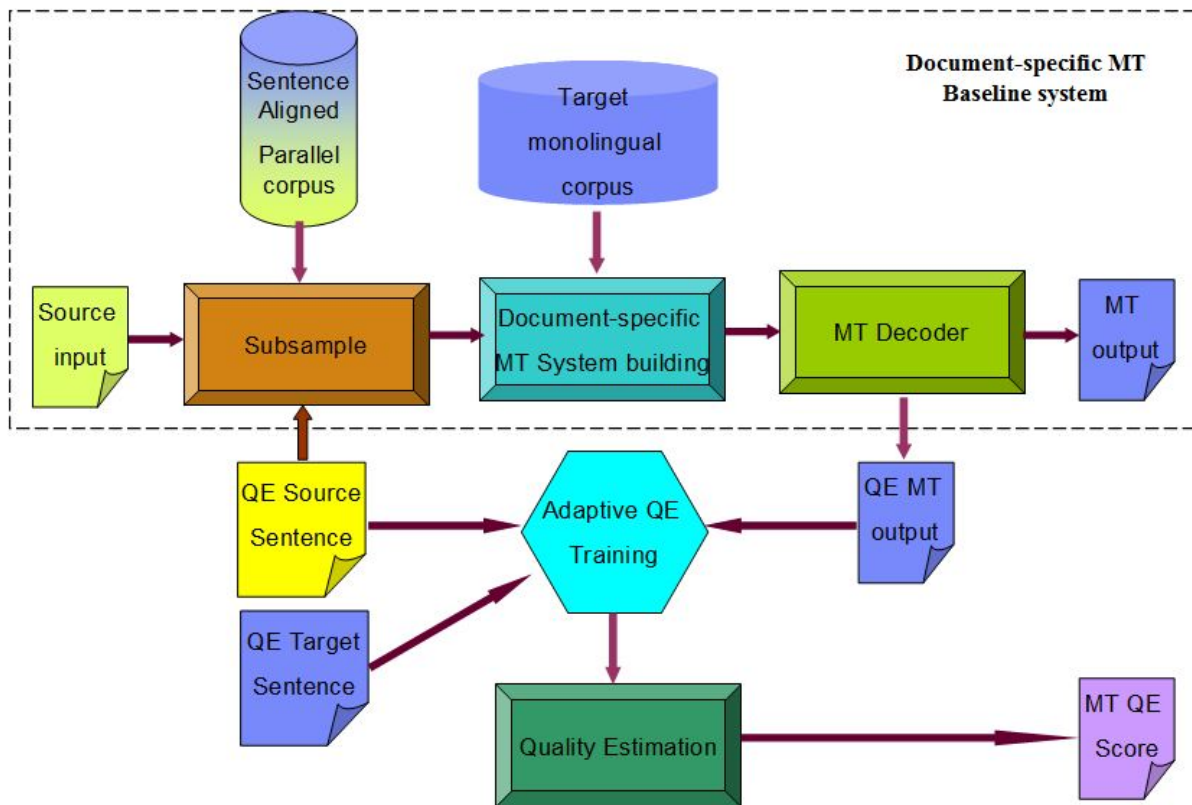 Document-specific MT
Baseline system
Sentence
Aligned
Parallel
corpus
Target
monolingual
corpus
Source
input
Subsample
Document-specific
MT System building
MT Decoder
MT
output
QE Source
Sentence
Adaptive QE
Training
QE MT
output
QE Target
Sentence
Quality Estimation
MT QE
Score